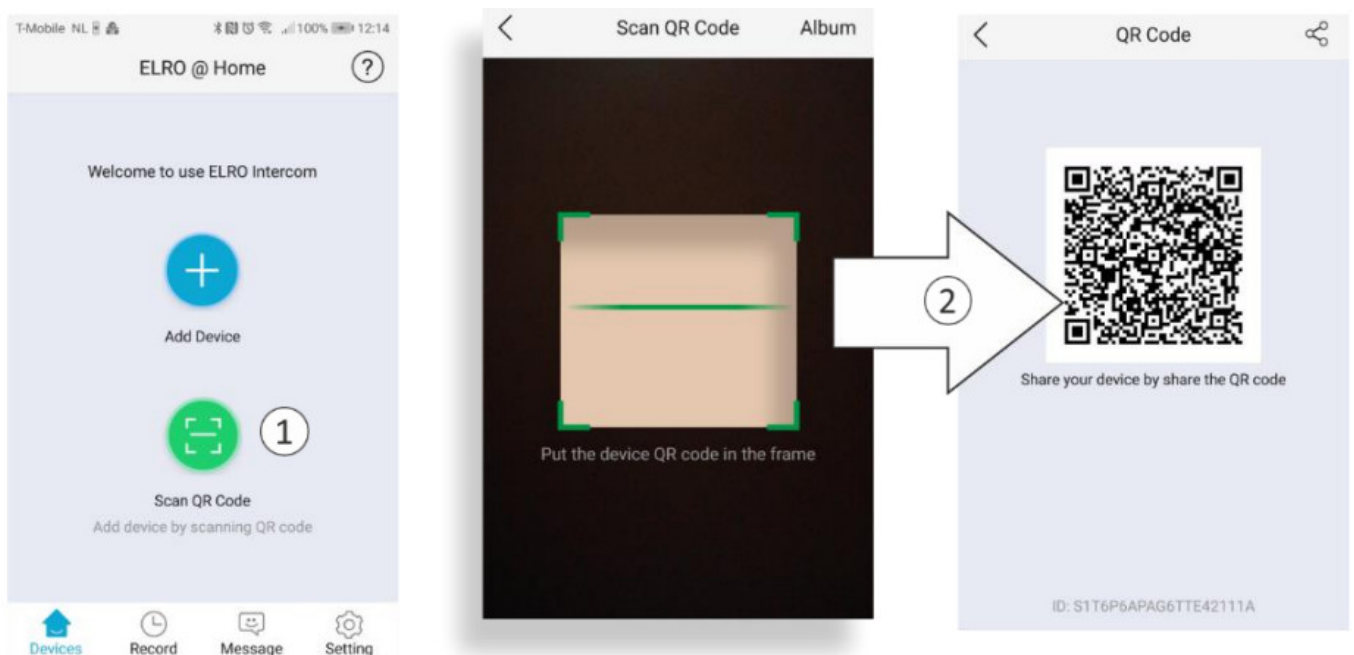 T-Mobile NL 100% 12:14
ELRO @ Home ?
Welcome to use ELRO Intercom
Add Device
1
Scan QR Code
Add device by scanning QR code
Devices Record Message Setting
Scan QR Code Album
Put the device QR code in the frame
2
QR Code
Share your device by share the QR code
ID: S1T6P6APAG6TTE42111A